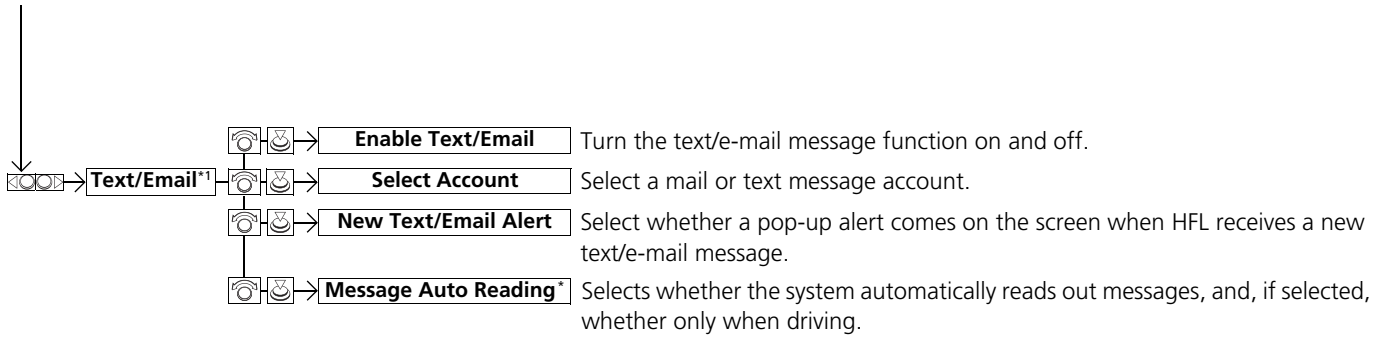 Enable Text/Email Turn the text/e-mail message function on and off.
Text/Email*1 Select Account Select a mail or text message account.
New Text/Email Alert Select whether a pop-up alert comes on the screen when HFL receives a new
text/e-mail message.
Message Auto Reading* Selects whether the system automatically reads out messages, and, if selected,
whether only when driving.